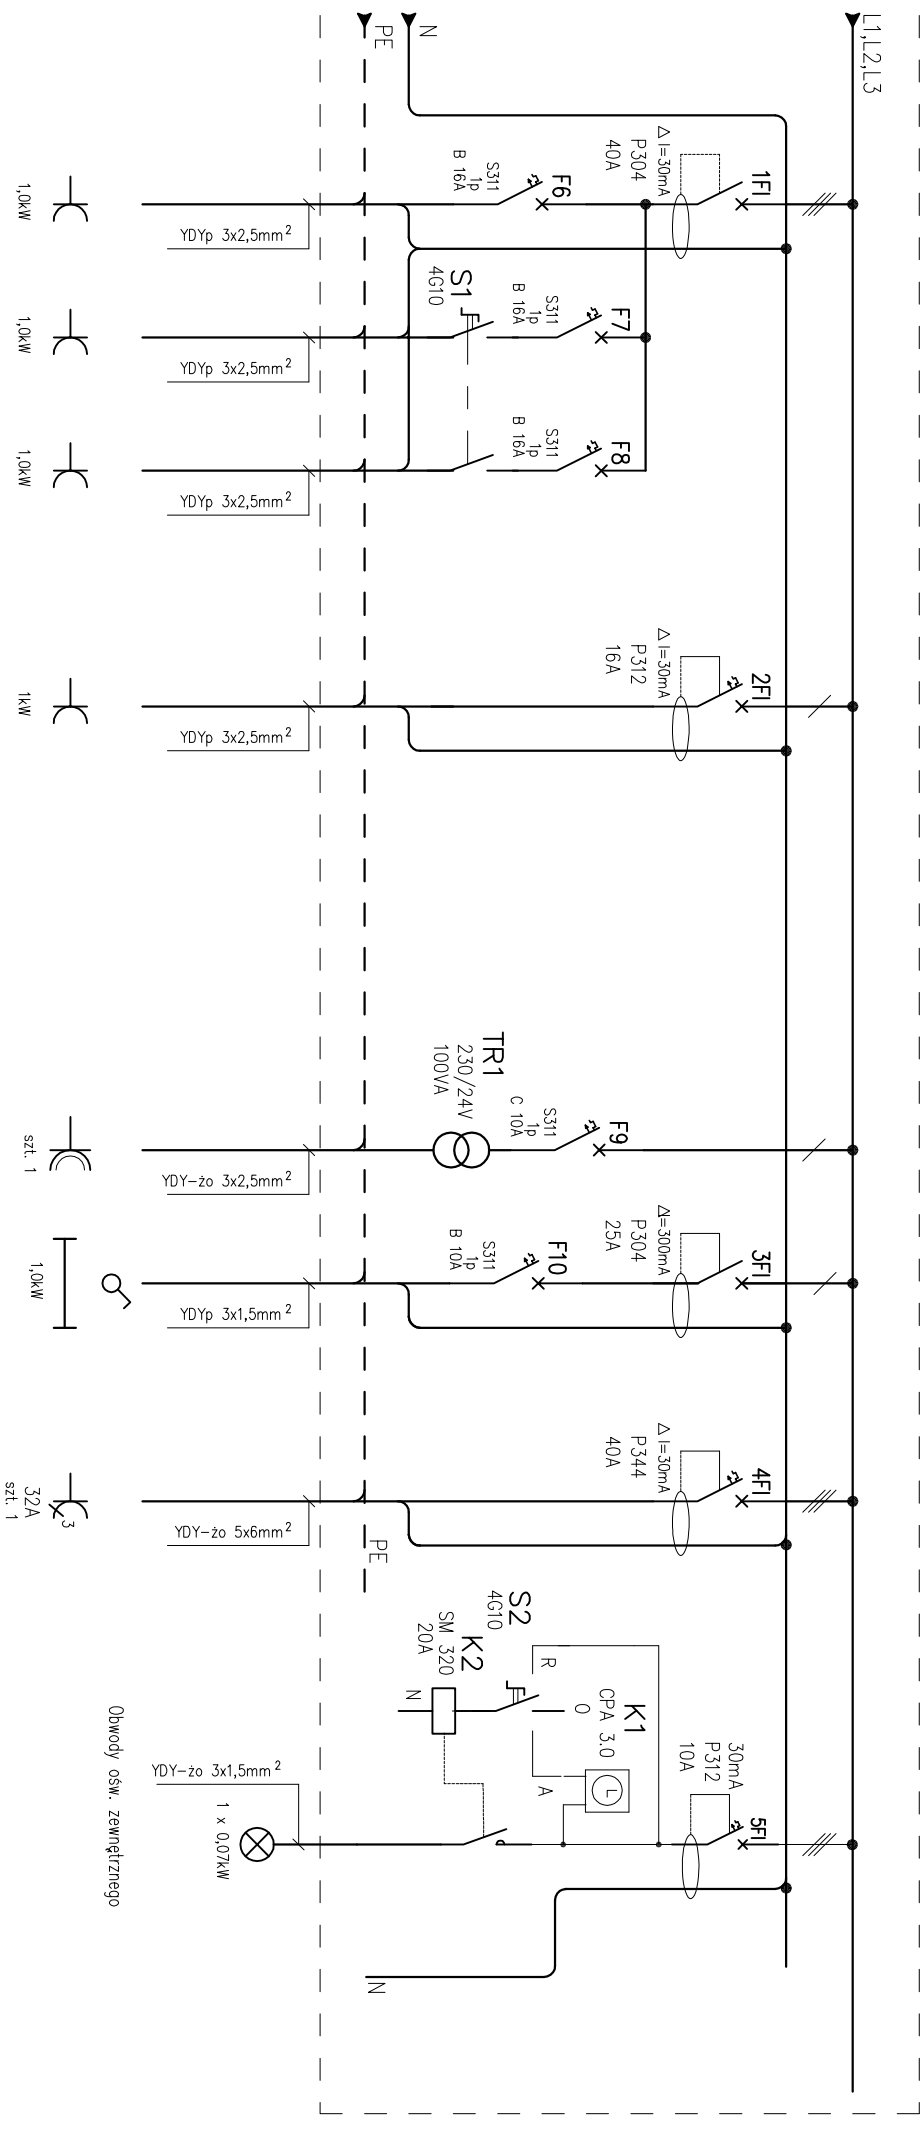 L1,L2,L3
N
PE
1FI
Δ I=30mA
P304
40A
F6
S311
1p
B 16A
YDYp 3x2,5mm²
1,0kW
F7
S311
1p
B 16A
S1
4G10
YDYp 3x2,5mm²
1,0kW
F8
S311
1p
B 16A
YDYp 3x2,5mm²
1,0kW
2FI
Δ I=30mA
P312
16A
YDYp 3x2,5mm²
1kW
F9
S311
1p
C 10A
TR1
230/24V
100VA
YDY-żo 3x2,5mm²
szt. 1
3FI
ΔI=300mA
P304
25A
F10
S311
1p
B 10A
YDYp 3x1,5mm²
1,0kW
4FI
Δ I=30mA
P344
40A
YDY-żo 5x6mm²
PE
3
32A
szt. 1
5FI
30mA
P312
10A
K1
CPA 3.0
R
O
A
S2
4G10
K2
SM 320
20A
N
YDY-żo 3x1,5mm²
1 x 0,07kW
Obwody ośw. zewnętrznego
N